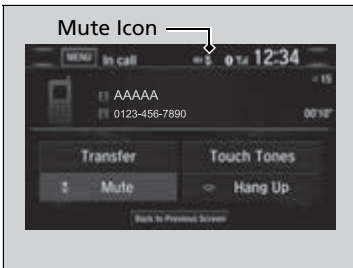 Mute Icon
MENU In call 12:34
AAAAA
0123-456-7890 00'10"
Transfer Touch Tones
Mute Hang Up
Back to Previous Screen